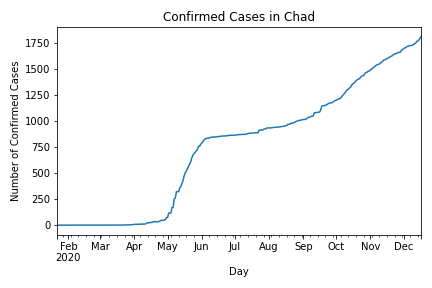 Confirmed Cases in Chad
Number of Confirmed Cases
1750
1500
1250
1000
750
500
250
0
Feb Mar Apr May Jun Jul Aug Sep Oct Nov Dec
2020
Day